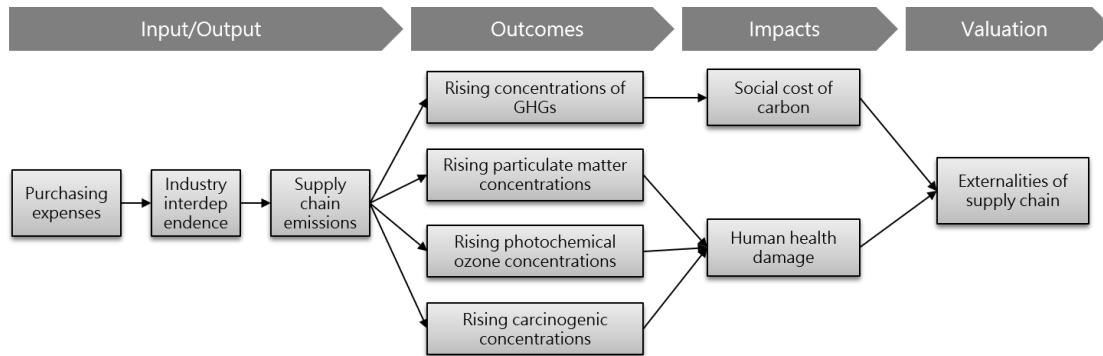 Input/Output
Outcomes
Impacts
Valuation
Rising concentrations of
GHGs
Social cost of
carbon
Rising particulate matter
concentrations
Purchasing
expenses
Industry
interdep
endence
Supply
chain
emissions
Externalities of
supply chain
Rising photochemical
ozone concentrations
Human health
damage
Rising carcinogenic
concentrations